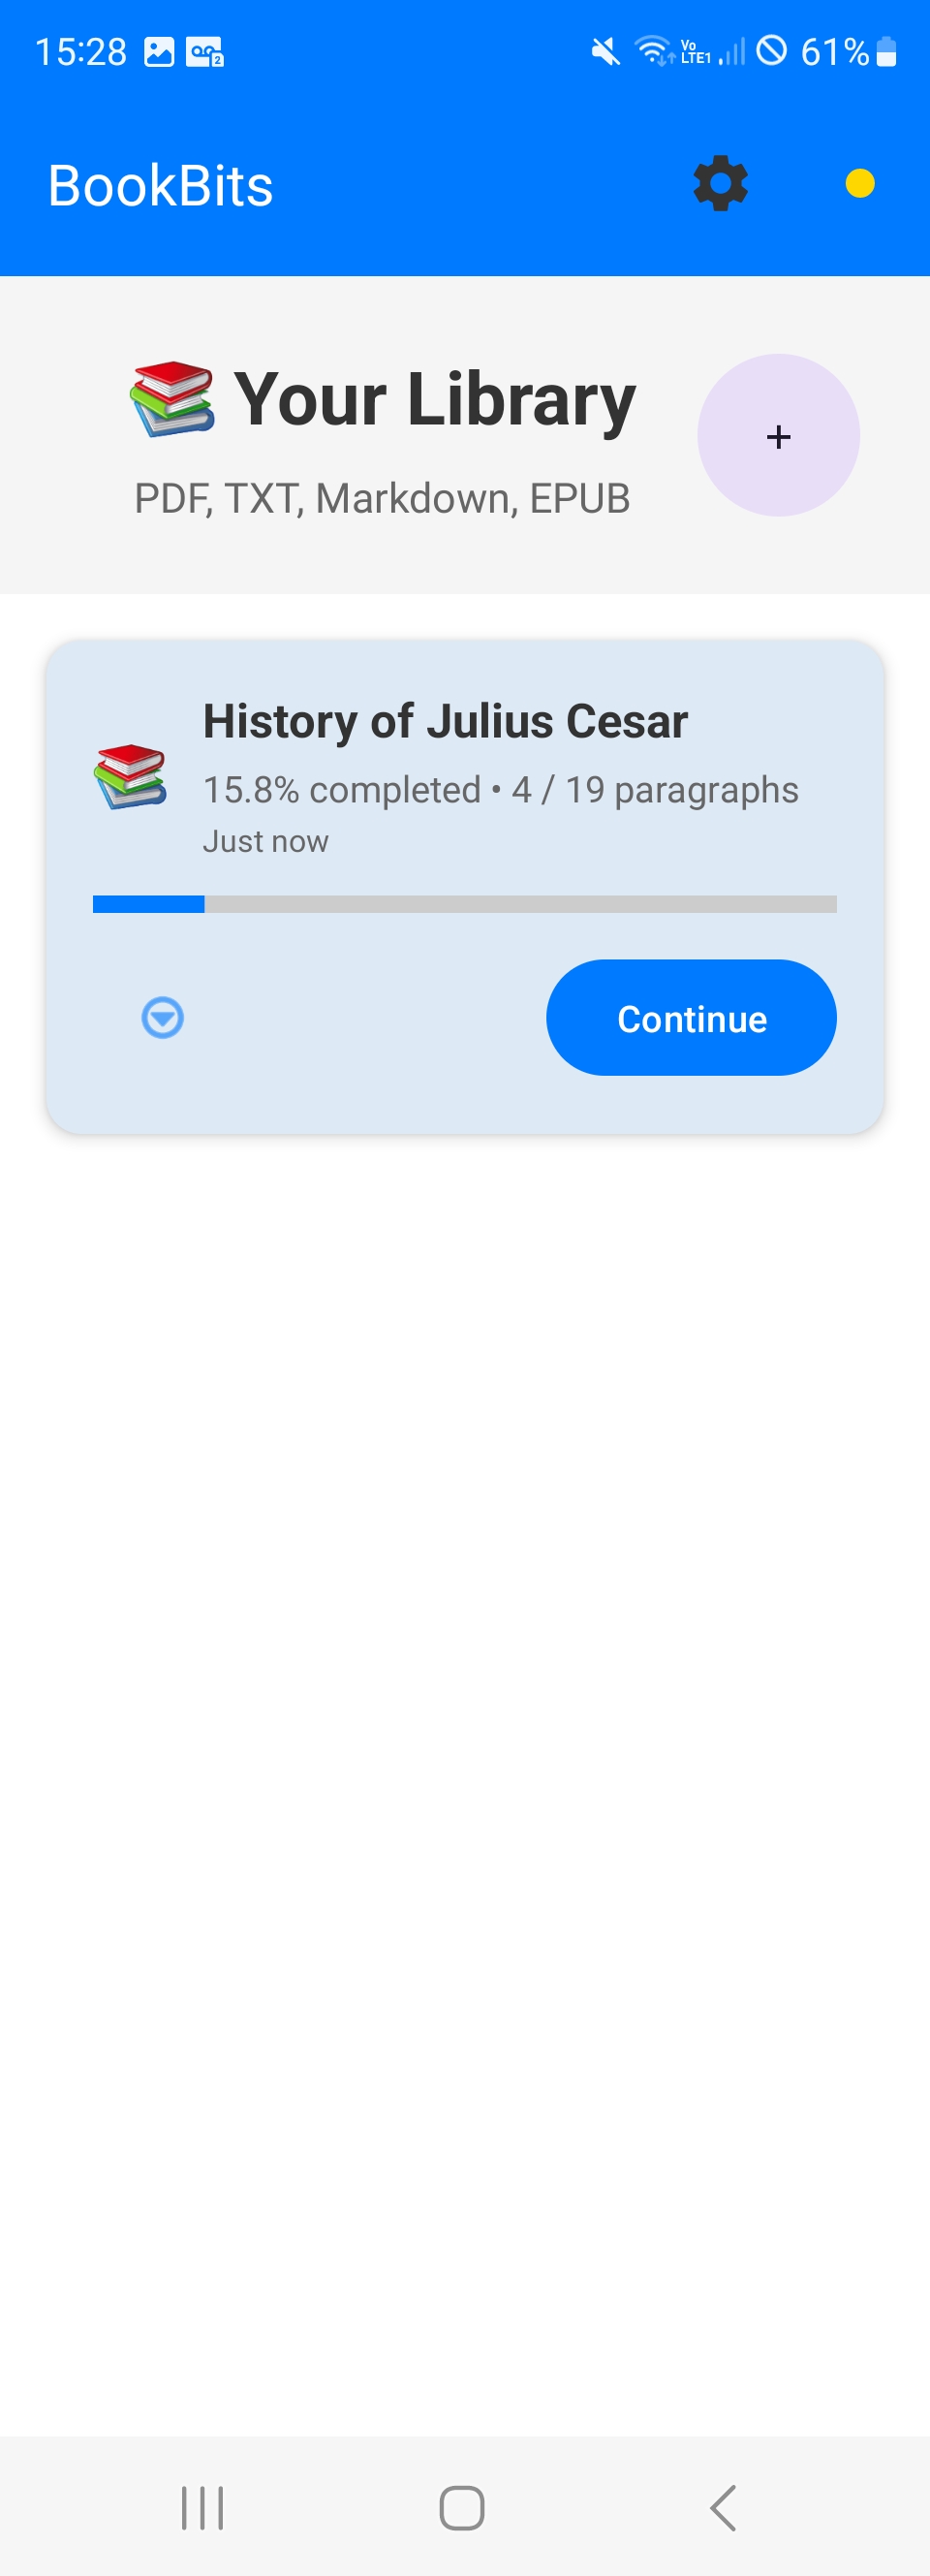 15:28
Vo
LTE1
61%
2
BookBits
Your Library
+
PDF, TXT, Markdown, EPUB
History of Julius Cesar
15.8% completed • 4 / 19 paragraphs
Just now
Continue